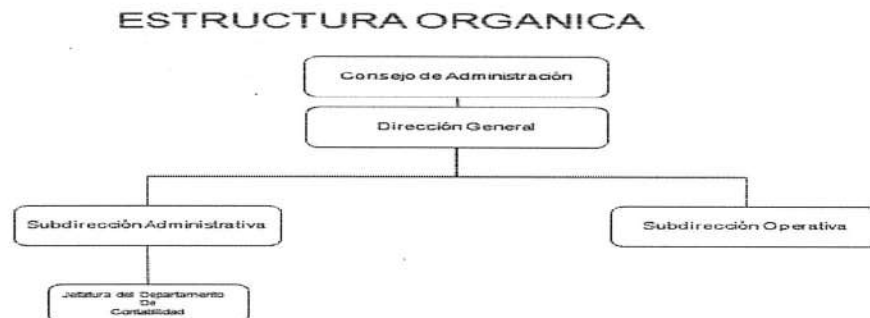 ESTRUCTURA ORGANICA
Consejo de Administración
Dirección General
Subdirección Administrativa
Subdirección Operativa
Jefatura del Departamento
De
Contabilidad